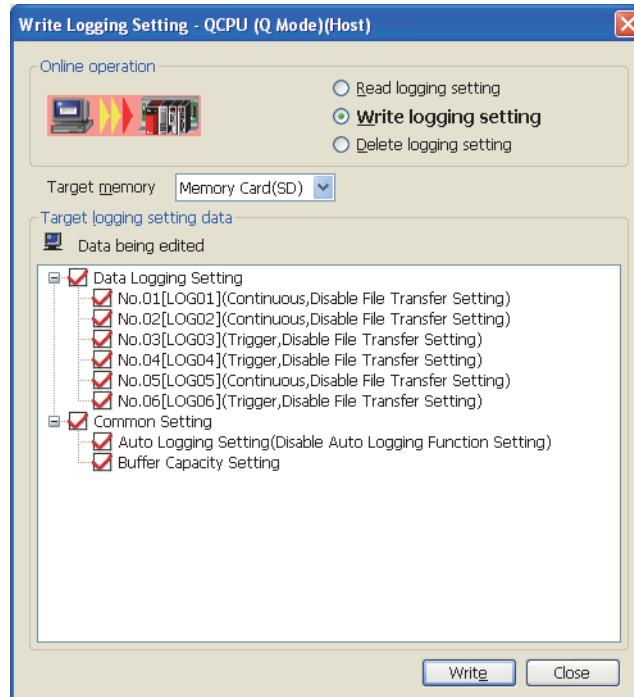 Write Logging Setting - QCPU (Q Mode)(Host)
Online operation
Read logging setting
Write logging setting
Delete logging setting
Target memory Memory Card(SD)
Target logging setting data
Data being edited
Data Logging Setting
No.01[LOG01](Continuous,Disable File Transfer Setting)
No.02[LOG02](Continuous,Disable File Transfer Setting)
No.03[LOG03](Trigger,Disable File Transfer Setting)
No.04[LOG04](Trigger,Disable File Transfer Setting)
No.05[LOG05](Continuous,Disable File Transfer Setting)
No.06[LOG06](Trigger,Disable File Transfer Setting)
Common Setting
Auto Logging Setting(Disable Auto Logging Function Setting)
Buffer Capacity Setting
Write Close